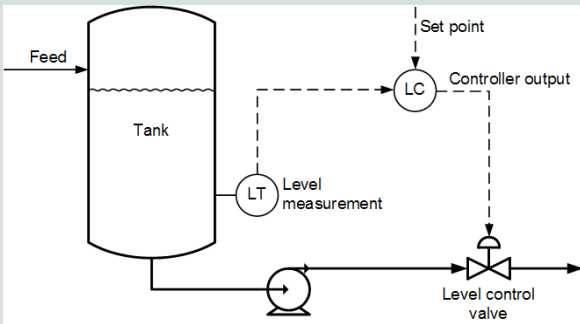 Set point
Feed
LC
Controller output
Tank
LT
Level
measurement
Level control
valve